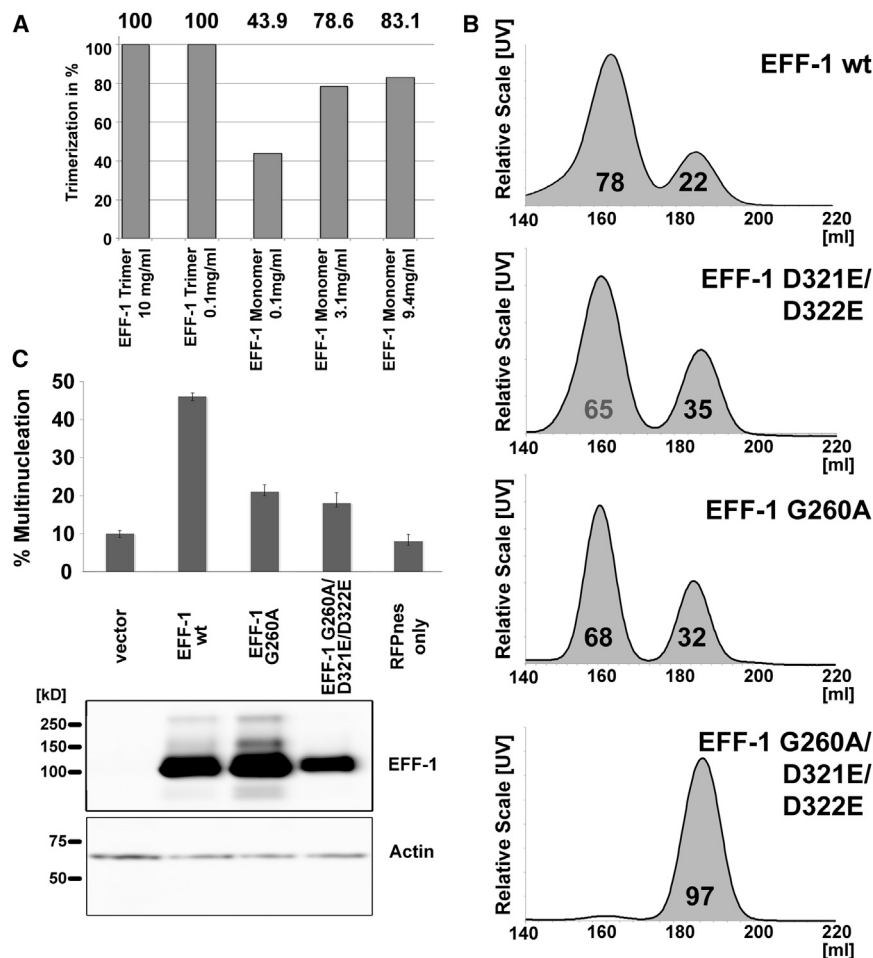 A
100 100 43.9 78.6 83.1
Trimerization in %
100
80
60
40
20
0
EFF-1 Trimer 10 mg/ml
EFF-1 Trimer 0.1mg/ml
EFF-1 Monomer 0.1mg/ml
EFF-1 Monomer 3.1mg/ml
EFF-1 Monomer 9.4mg/ml
B
EFF-1 wt
Relative Scale [UV]
78 22
140 160 180 200 220
[ml]
EFF-1 D321E/
D322E
Relative Scale [UV]
65 35
140 160 180 200 220
[ml]
EFF-1 G260A
Relative Scale [UV]
68 32
140 160 180 200 220
[ml]
EFF-1 G260A/
D321E/
D322E
Relative Scale [UV]
97
140 160 180 200 220
[ml]
C
% Multinucleation
50
40
30
20
10
0
vector
EFF-1
wt
EFF-1
G260A
EFF-1 G260A/
D321E/D322E
RFPnes
only
[kD]
250
150
100
EFF-1
75
50
Actin